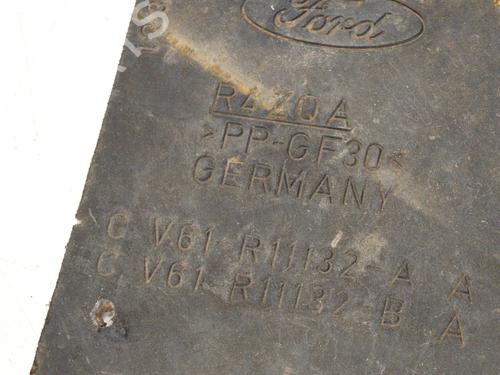 Ford
RAZQA
>PP-GF30<
GERMANY
C V61 R11132-A A
C V61 R11132-B A